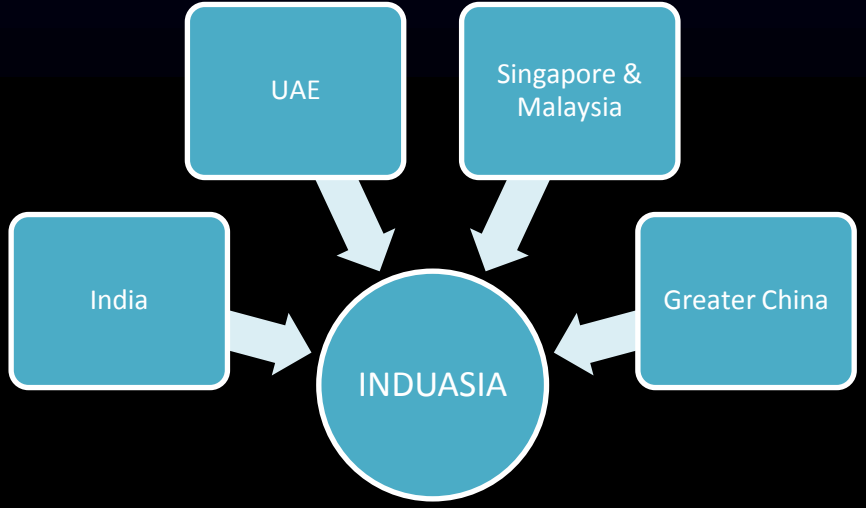 UAE
Singapore &
Malaysia
India
Greater China
INDUASIA